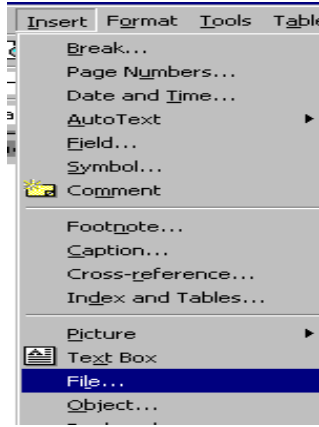 Insert Format Tools Table
Break...
Page Numbers...
Date and Time...
AutoText
Field...
Symbol...
Comment
Footnote...
Caption...
Cross-reference...
Index and Tables...
Picture
Text Box
File...
Object...